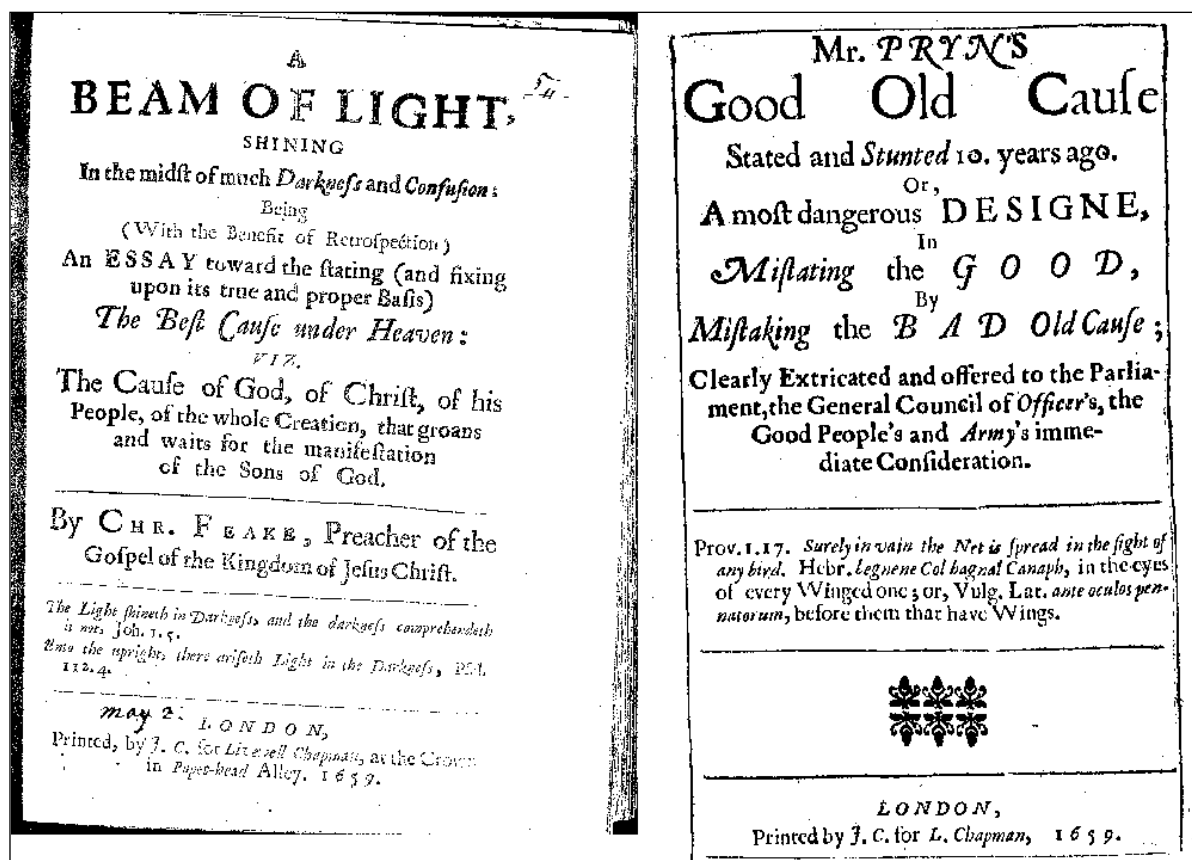 A
BEAM OF LIGHT,
SHINING
In the midſt of much Darkneſs and Confuſion:
Being
(With the Benefit of Retroſpection)
An ESSAY toward the ſtating (and fixing
upon its true and proper Baſis)
The Beſt Cauſe under Heaven:
VIZ.
The Cauſe of God, of Chriſt, of his
People, of the whole Creation, that groans
and waits for the manifeſtation
of the Sons of God.
By CHR. FEAKE, Preacher of the
Goſpel of the Kingdom of Jeſus Chriſt.
The Light ſhineth in Darkneſs, and the darkneſs comprehendeth
it not, Joh. 1.5.
Unto the upright, there ariſeth Light in the Darkneſs, Pſal.
112.4.
may 2.
LONDON,
Printed, by J. C. for Livewell Chapman, at the Crown
in Popes-head Alley. 1659.
Mr. PRYN'S
Good Old Cauſe
Stated and Stunted 10. years ago.
Or,
A moſt dangerous DESIGNE,
In
Miſtating the GOOD,
By
Miſtaking the BAD Old Cauſe;
Clearly Extricated and offered to the Parlia-
ment, the General Council of Officer's, the
Good People's and Army's imme-
diate Conſideration.
Prov. 1.17. Surely in vain the Net is ſpread in the ſight of
any bird. Hebr. legnene Col bagnal Canaph, in the eyes
of every Winged one; or, Vulg. Lat. ante oculos pen-
natorum, before them that have Wings.
LONDON,
Printed by J. C. for L. Chapman, 1659.